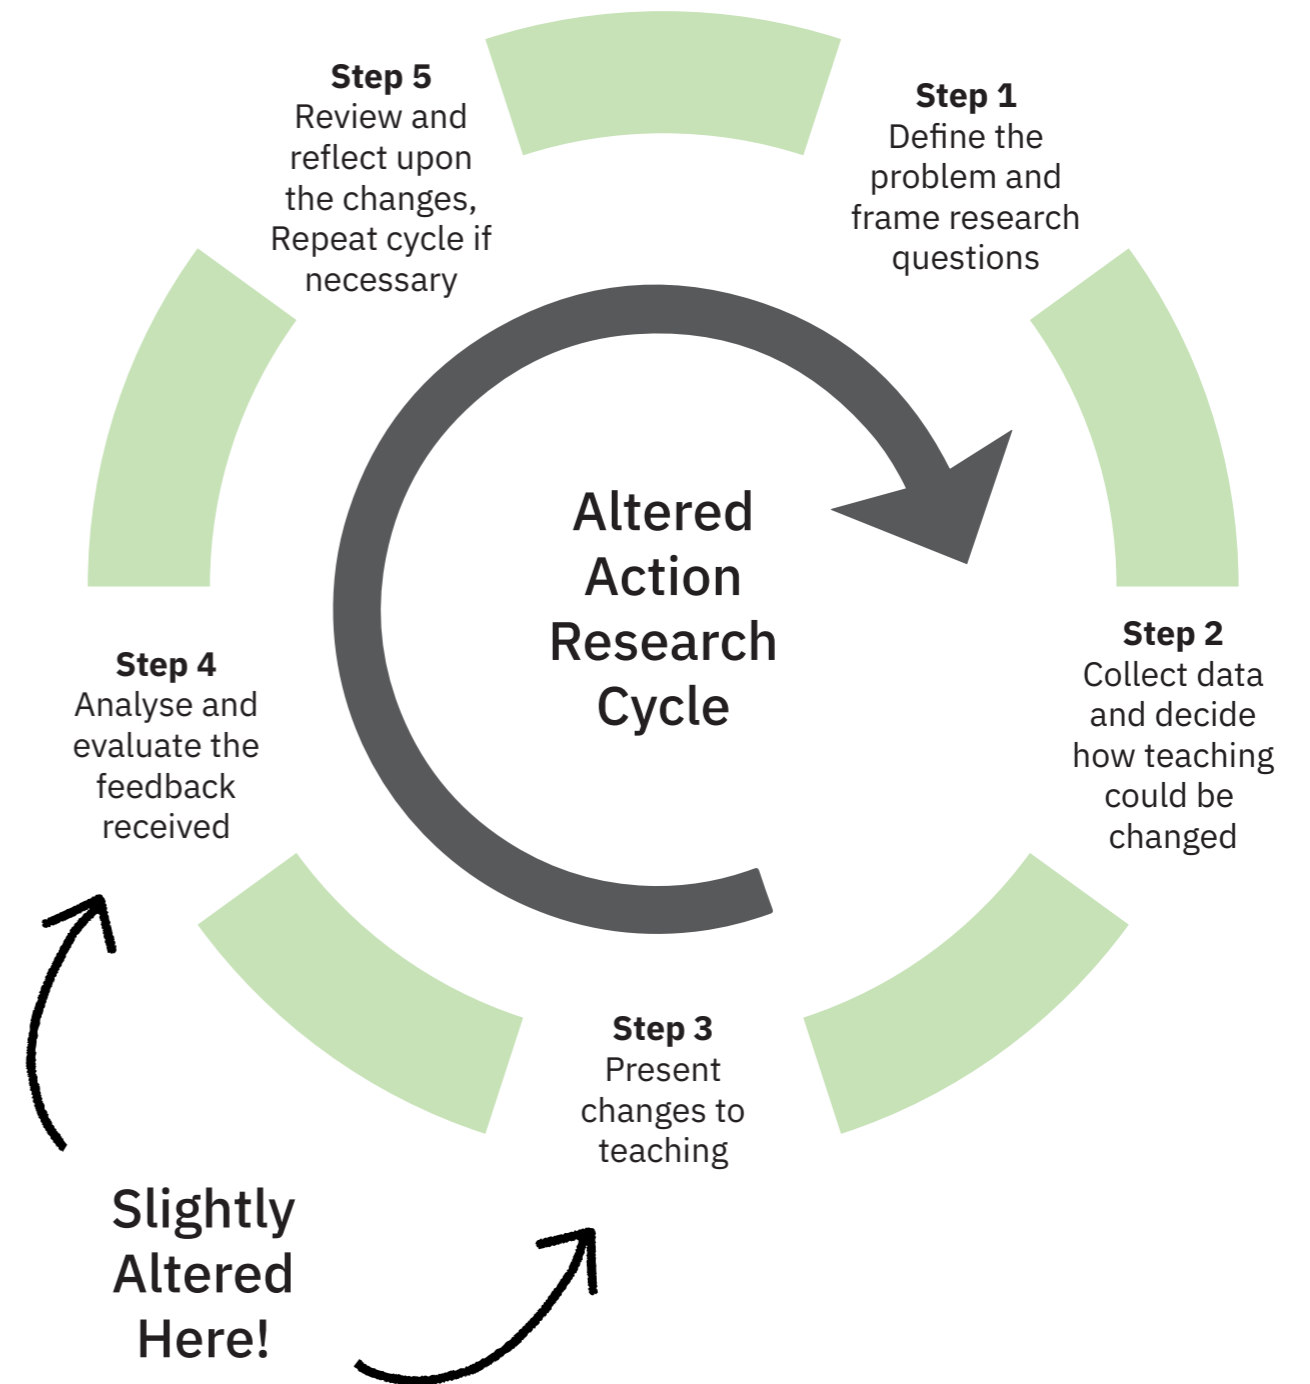 Step 1
Define the
problem and
frame research
questions
Step 2
Collect data
and decide
how teaching
could be
changed
Step 3
Present
changes to
teaching
Step 4
Analyse and
evaluate the
feedback
received
Step 5
Review and
reflect upon
the changes,
Repeat cycle if
necessary
Altered
Action
Research
Cycle
Slightly
Altered
Here!